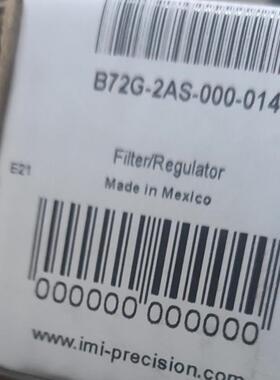 B72G-2AS-000-014
Filter/Regulator
E21
Made in Mexico
000000 000000
www.imi-precision.com